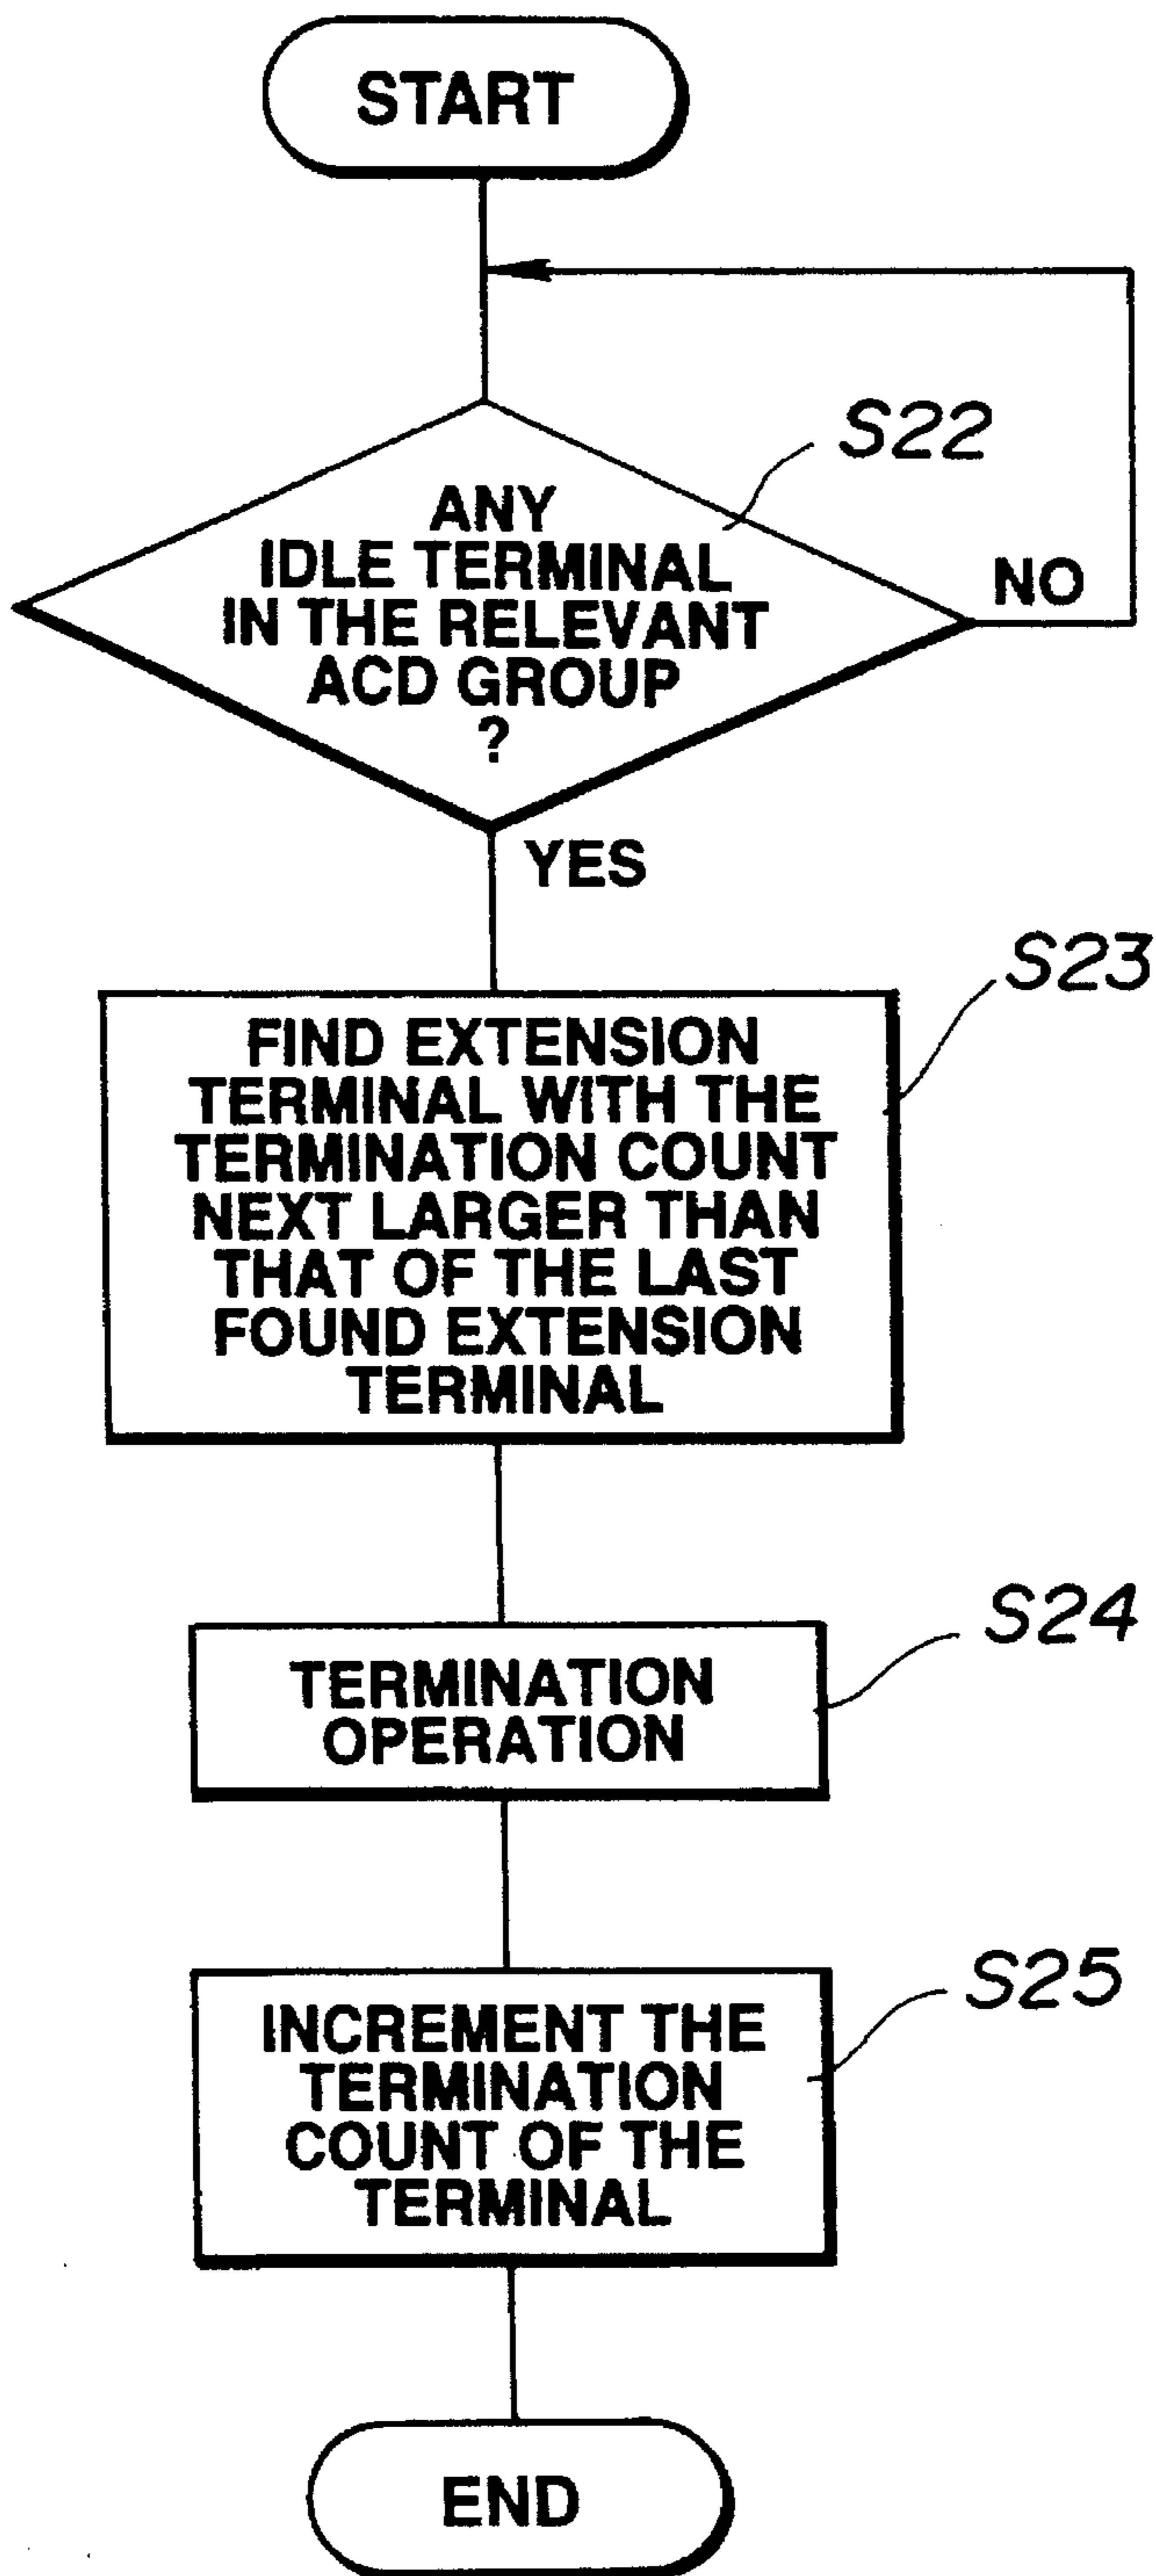 START
S22
ANY
IDLE TERMINAL
IN THE RELEVANT
ACD GROUP
?
NO
YES
S23
FIND EXTENSION
TERMINAL WITH THE
TERMINATION COUNT
NEXT LARGER THAN
THAT OF THE LAST
FOUND EXTENSION
TERMINAL
S24
TERMINATION
OPERATION
S25
INCREMENT THE
TERMINATION
COUNT OF THE
TERMINAL
END